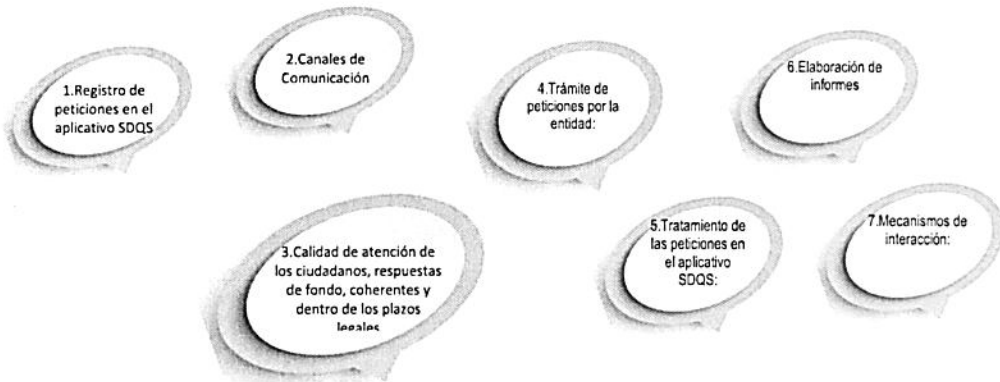 1.Registro de
peticiones en el
aplicativo SDQS
2.Canales de
Comunicación
3.Calidad de atención de
los ciudadanos, respuestas
de fondo, coherentes y
dentro de los plazos
legales
4.Trámite de
peticiones por la
entidad:
5.Tratamiento de
las peticiones en
el aplicativo
SDQS:
6.Elaboración de
informes
7.Mecanismos de
interacción: